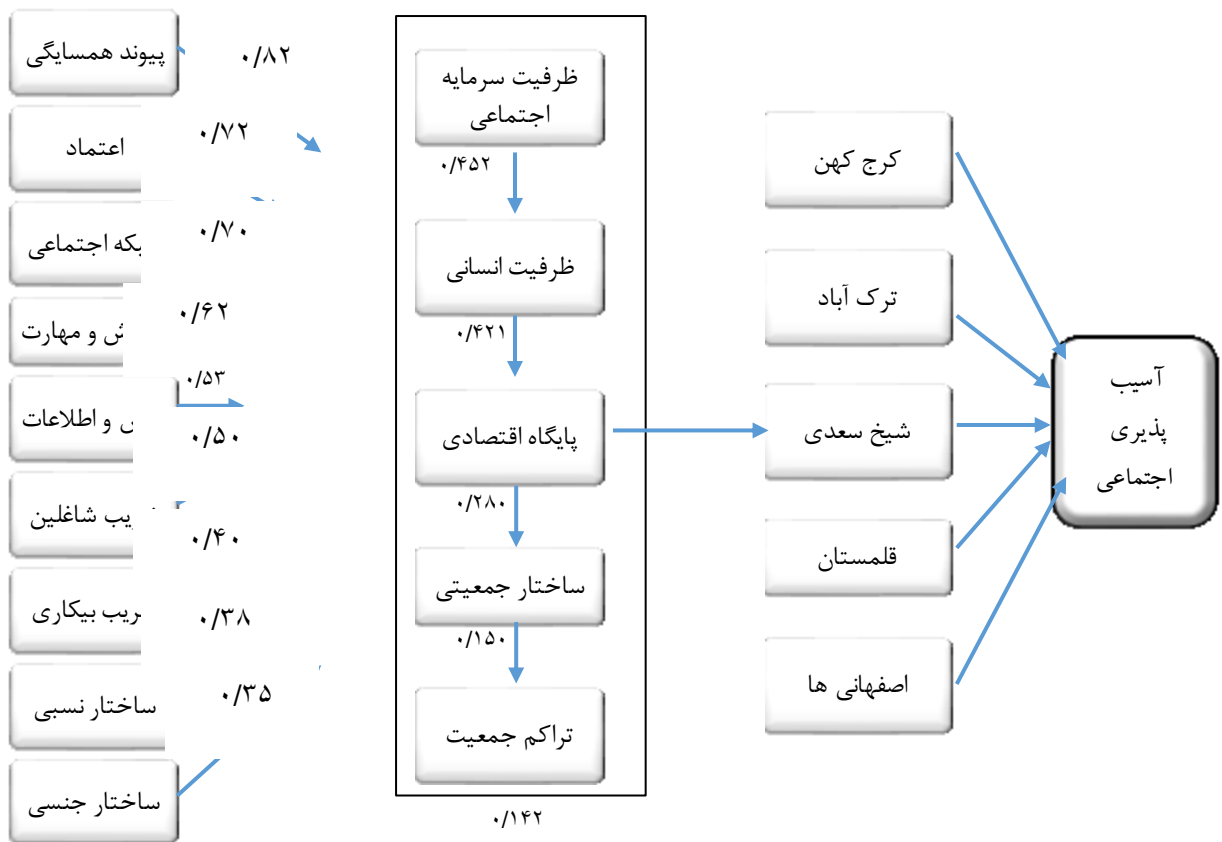 پیوند همسایگی
۰/۸۲
اعتماد
۰/۷۲
بکه اجتماعی
۰/۷۰
ش و مهارت
۰/۶۲
۰/۵۳
ش و اطلاعات
۰/۵۰
ریب شاغلین
۰/۴۰
ریب بیکاری
۰/۳۸
ساختار نسبی
۰/۳۵
ساختار جنسی
ظرفیت سرمایه
اجتماعی
۰/۴۵۲
ظرفیت انسانی
۰/۴۲۱
پایگاه اقتصادی
۰/۲۸۰
ساختار جمعیتی
۰/۱۵۰
تراکم جمعیت
۰/۱۴۲
کرج کهن
ترک آباد
شیخ سعدی
قلمستان
اصفهانی ها
آسیب
پذیری
اجتماعی